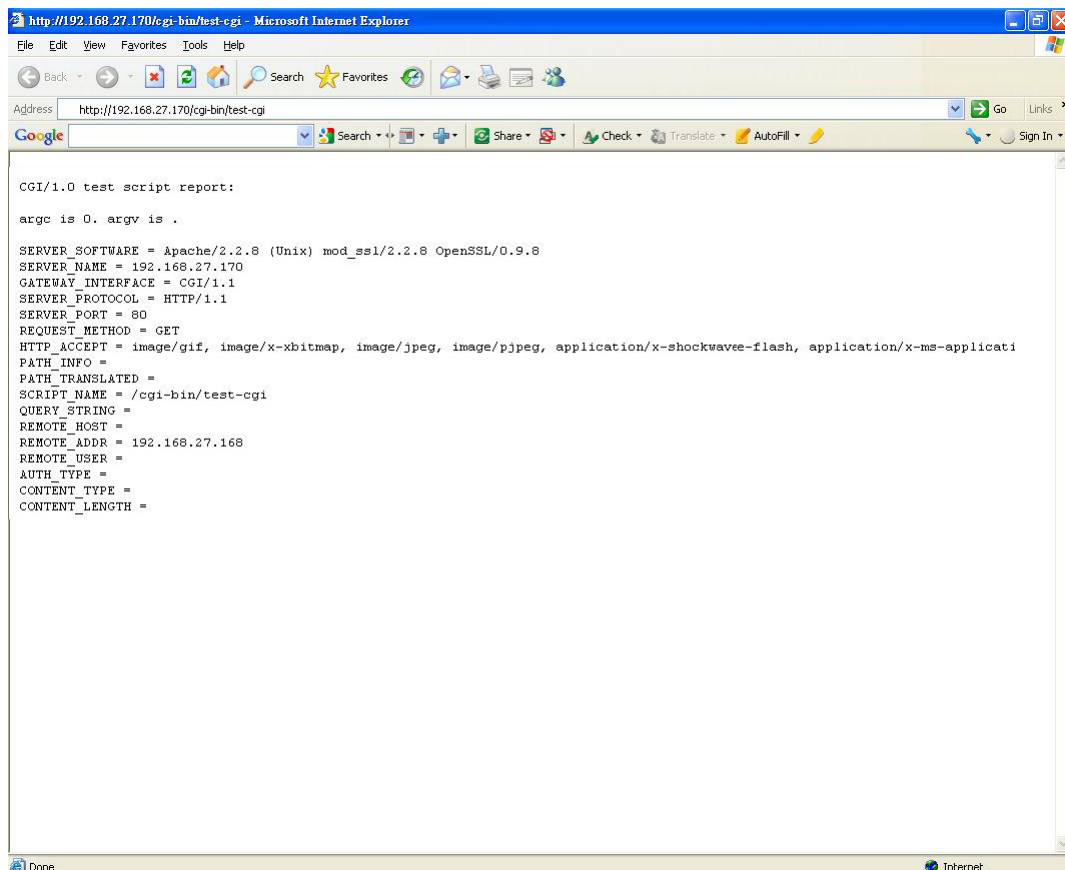 http://192.168.27.170/cgi-bin/test-cgi - Microsoft Internet Explorer
File Edit View Favorites Tools Help
Back Search Favorites
Address http://192.168.27.170/cgi-bin/test-cgi Go Links
Google Search Share Check Translate AutoFill Sign In
CGI/1.0 test script report:
argc is 0. argv is .
SERVER_SOFTWARE = Apache/2.2.8 (Unix) mod_ssl/2.2.8 OpenSSL/0.9.8
SERVER_NAME = 192.168.27.170
GATEWAY_INTERFACE = CGI/1.1
SERVER_PROTOCOL = HTTP/1.1
SERVER_PORT = 80
REQUEST_METHOD = GET
HTTP_ACCEPT = image/gif, image/x-xbitmap, image/jpeg, image/pjpeg, application/x-shockwavee-flash, application/x-ms-applicati
PATH_INFO =
PATH_TRANSLATED =
SCRIPT_NAME = /cgi-bin/test-cgi
QUERY_STRING =
REMOTE_HOST =
REMOTE_ADDR = 192.168.27.168
REMOTE_USER =
AUTH_TYPE =
CONTENT_TYPE =
CONTENT_LENGTH =
Done Internet